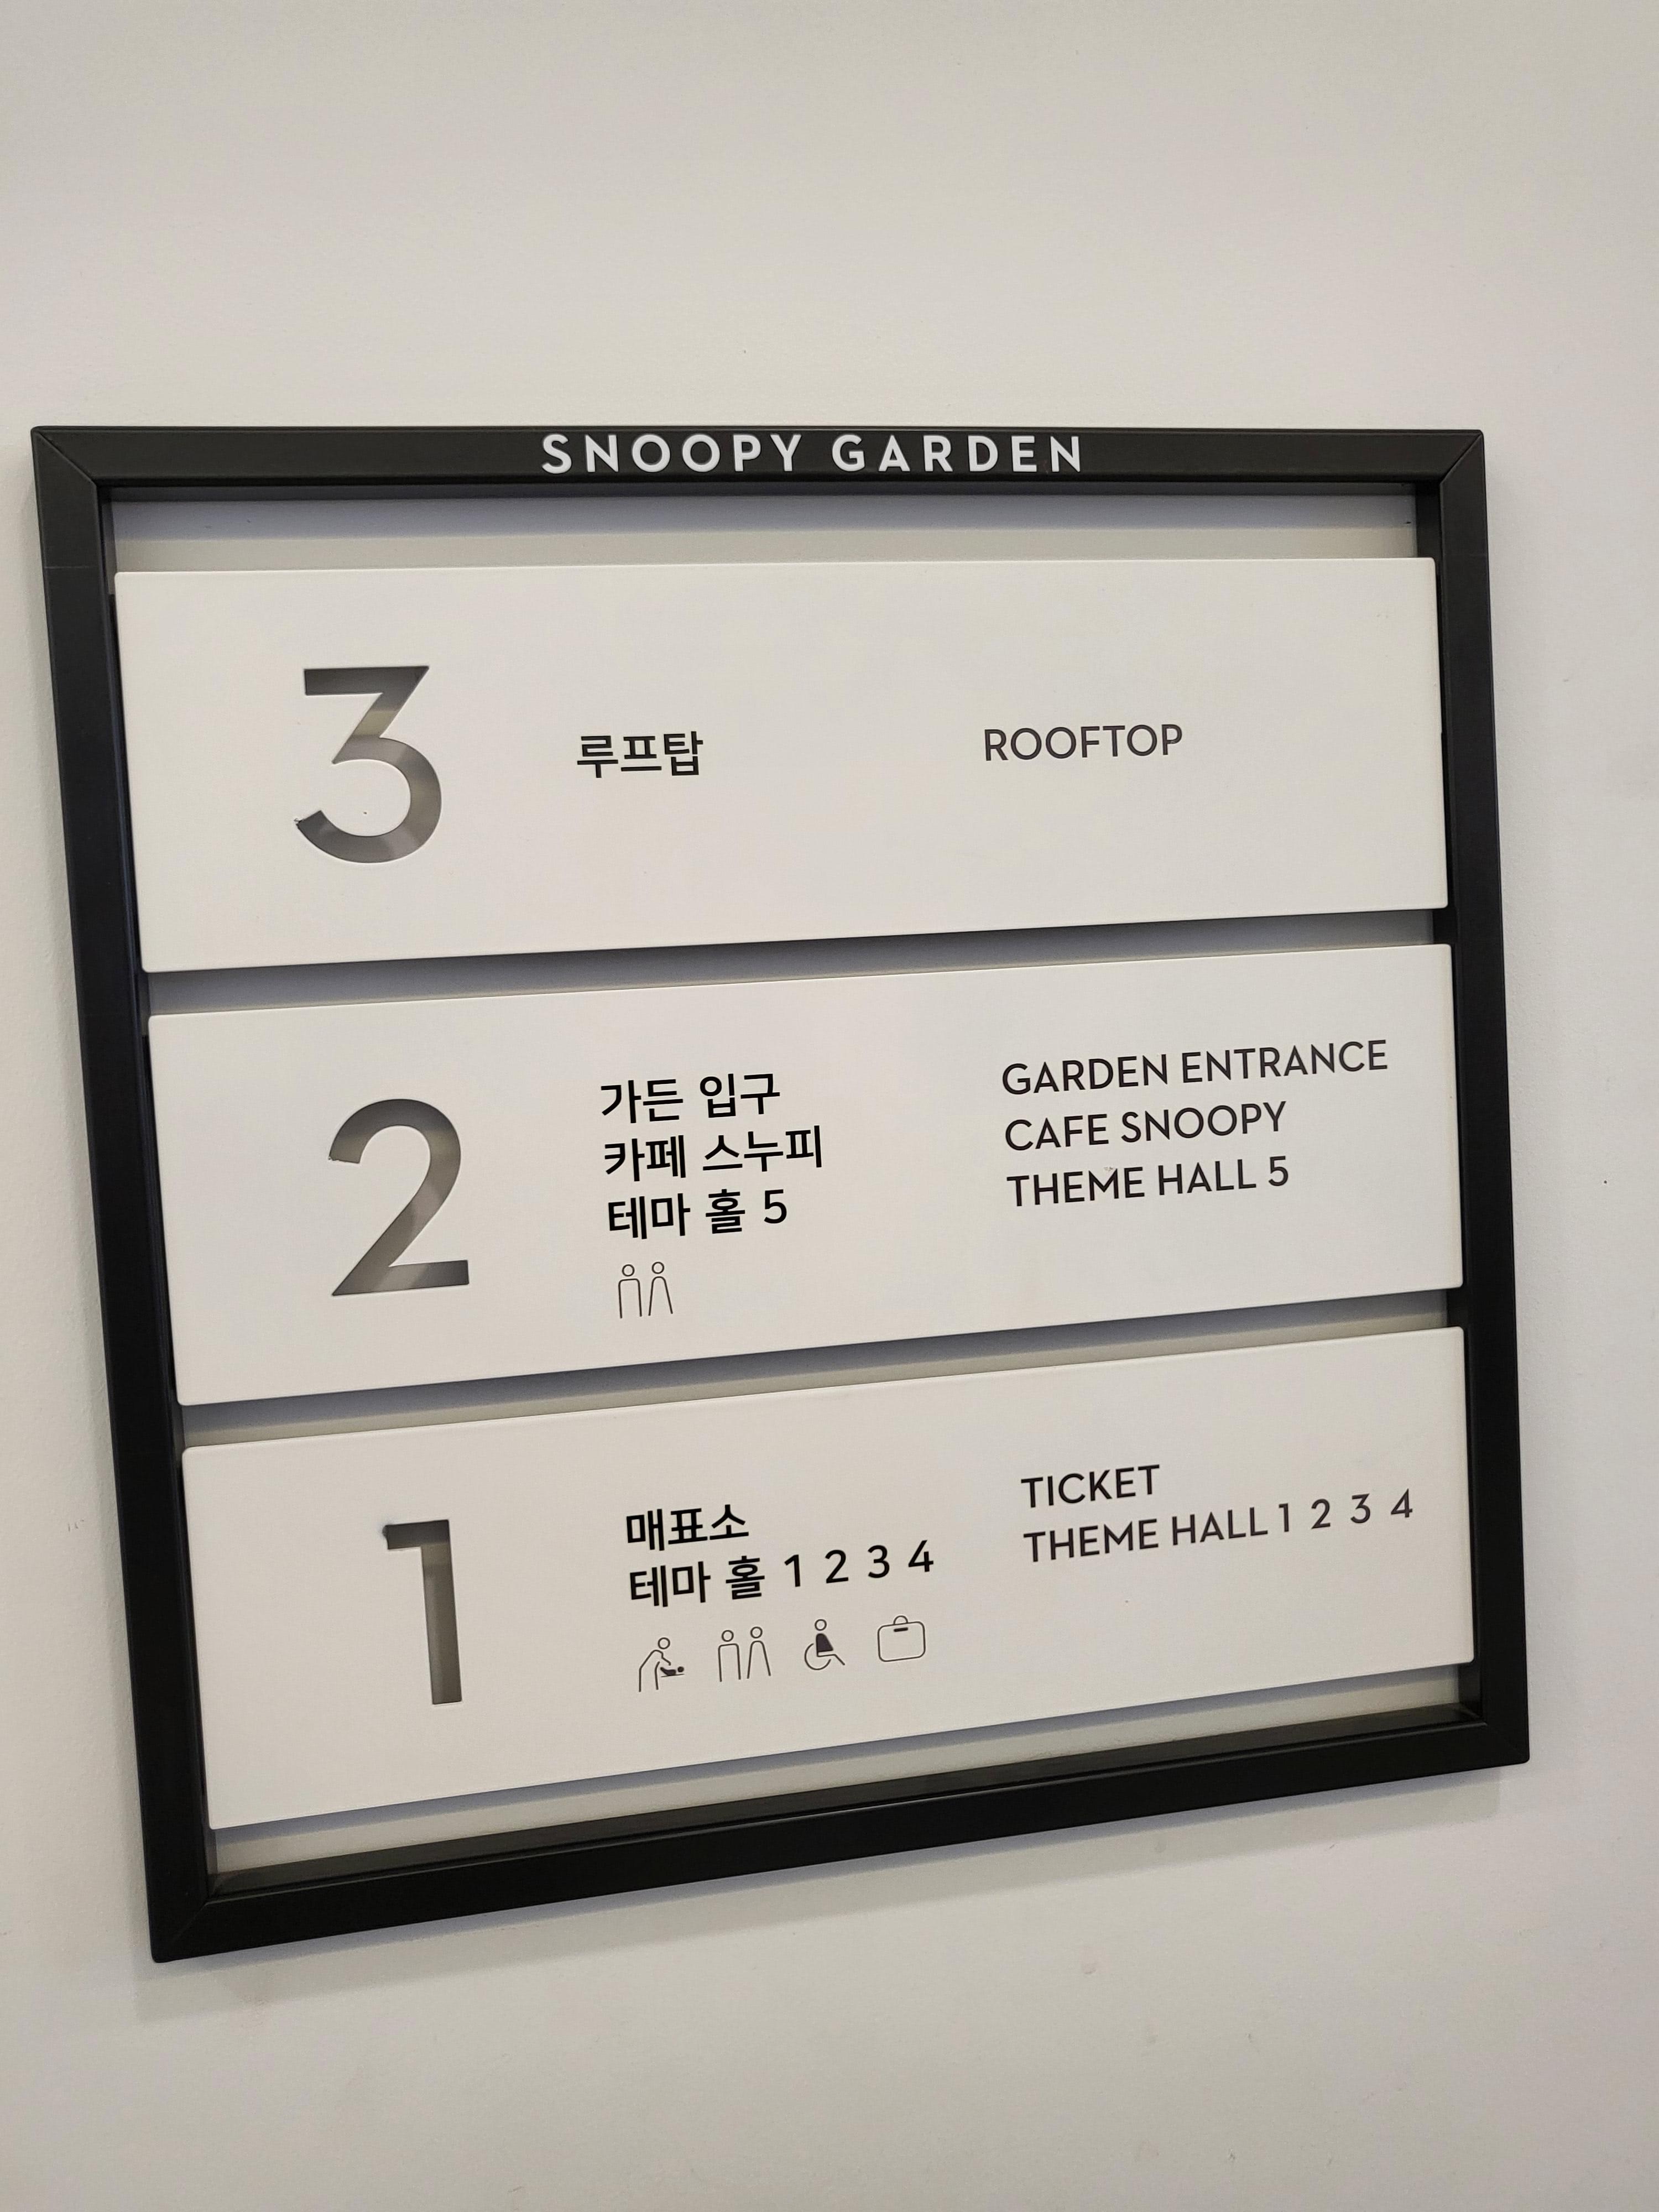 SNOOPY GARDEN
3
루프탑
ROOFTOP
2
가든 입구
카페 스누피
테마 홀 5
GARDEN ENTRANCE
CAFE SNOOPY
THEME HALL 5
1
매표소
테마 홀 1 2 3 4
TICKET
THEME HALL 1 2 3 4